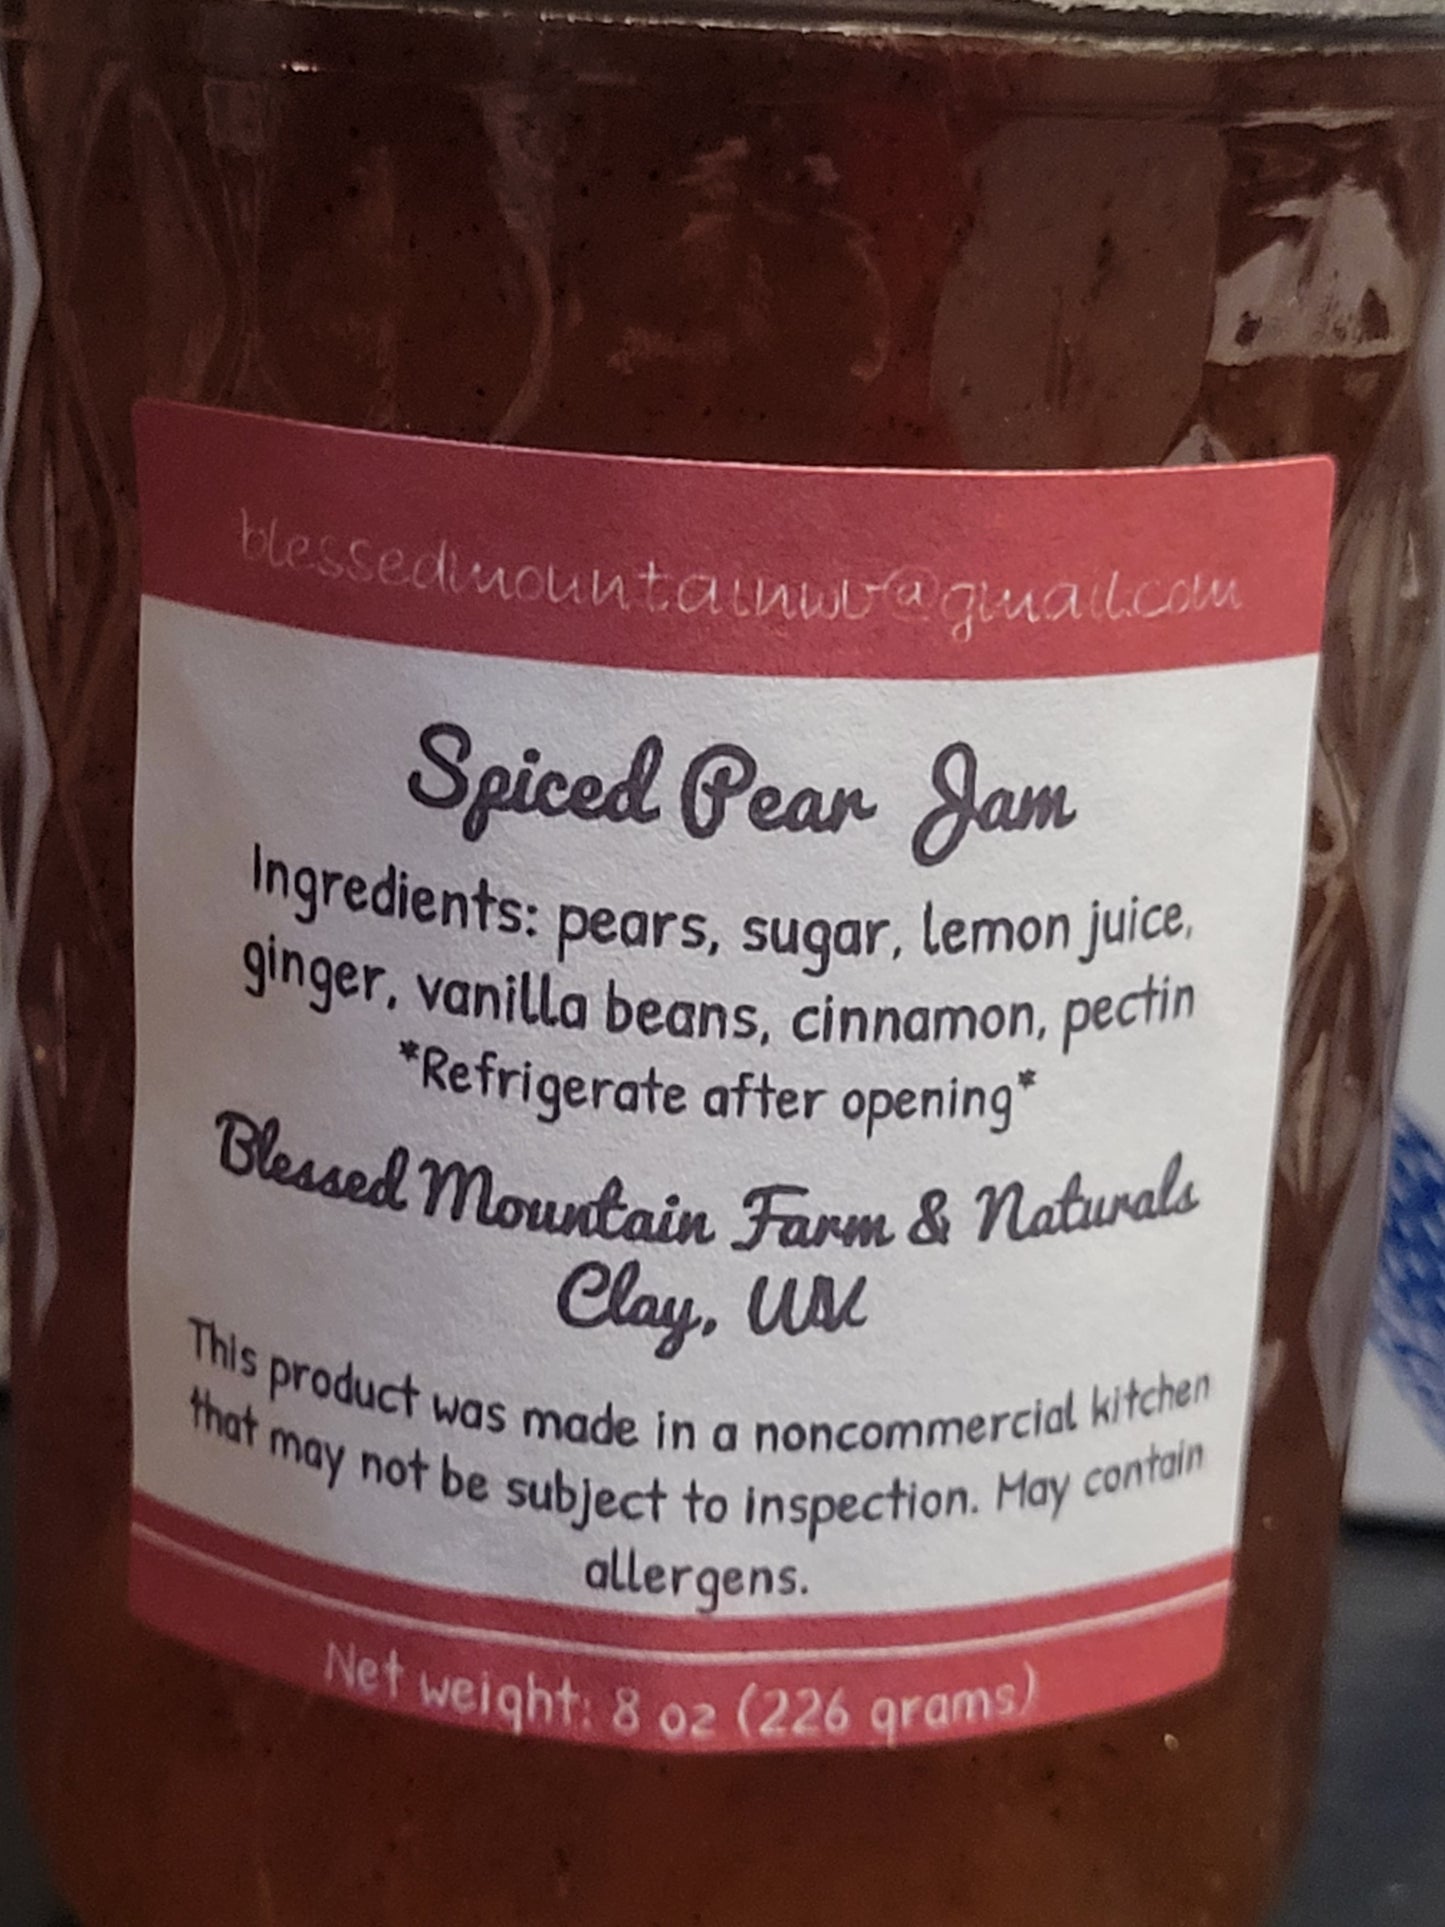 blessedmountainwv@gmail.com
Spiced Pear Jam
Ingredients: pears, sugar, lemon juice,
ginger, vanilla beans, cinnamon, pectin
*Refrigerate after opening*
Blessed Mountain Farm & Naturals
Clay, WV
This product was made in a noncommercial kitchen
that may not be subject to inspection. May contain
allergens.
Net weight: 8 oz (226 grams)